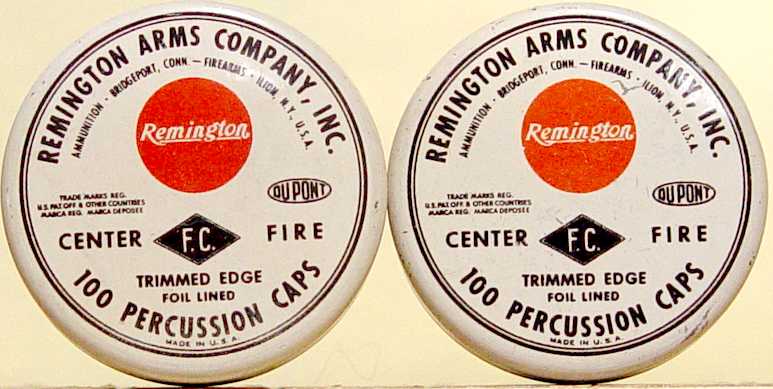 REMINGTON ARMS COMPANY, INC.
AMMUNITION - BRIDGEPORT, CONN. — FIREARMS - ILION, N.Y., U.S.A.
Remington
TRADE MARKS REG.
U.S. PAT. OFF & OTHER COUNTRIES
MARCA REG. MARCA DEPOSEE
DU PONT
CENTER F.C. FIRE
TRIMMED EDGE
FOIL LINED
100 PERCUSSION CAPS
MADE IN U.S.A.
REMINGTON ARMS COMPANY, INC.
AMMUNITION - BRIDGEPORT, CONN. — FIREARMS - ILION, N.Y., U.S.A.
Remington
TRADE MARKS REG.
U.S. PAT. OFF & OTHER COUNTRIES
MARCA REG. MARCA DEPOSEE
DU PONT
CENTER F.C. FIRE
TRIMMED EDGE
FOIL LINED
100 PERCUSSION CAPS
MADE IN U.S.A.